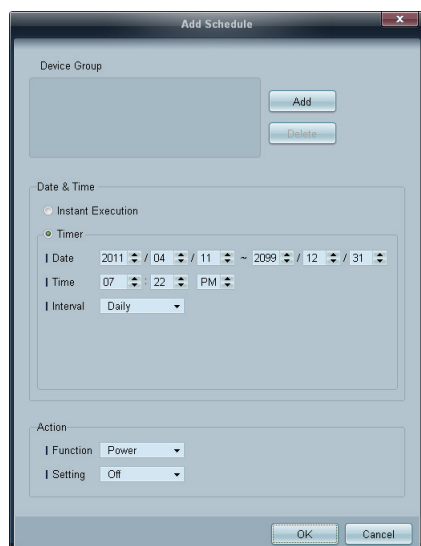 Add Schedule
x
Device Group
Add
Delete
Date & Time
Instant Execution
Timer
Date 2011 / 04 / 11 ~ 2099 / 12 / 31
Time 07 : 22 PM
Interval Daily
Action
Function Power
Setting Off
OK Cancel